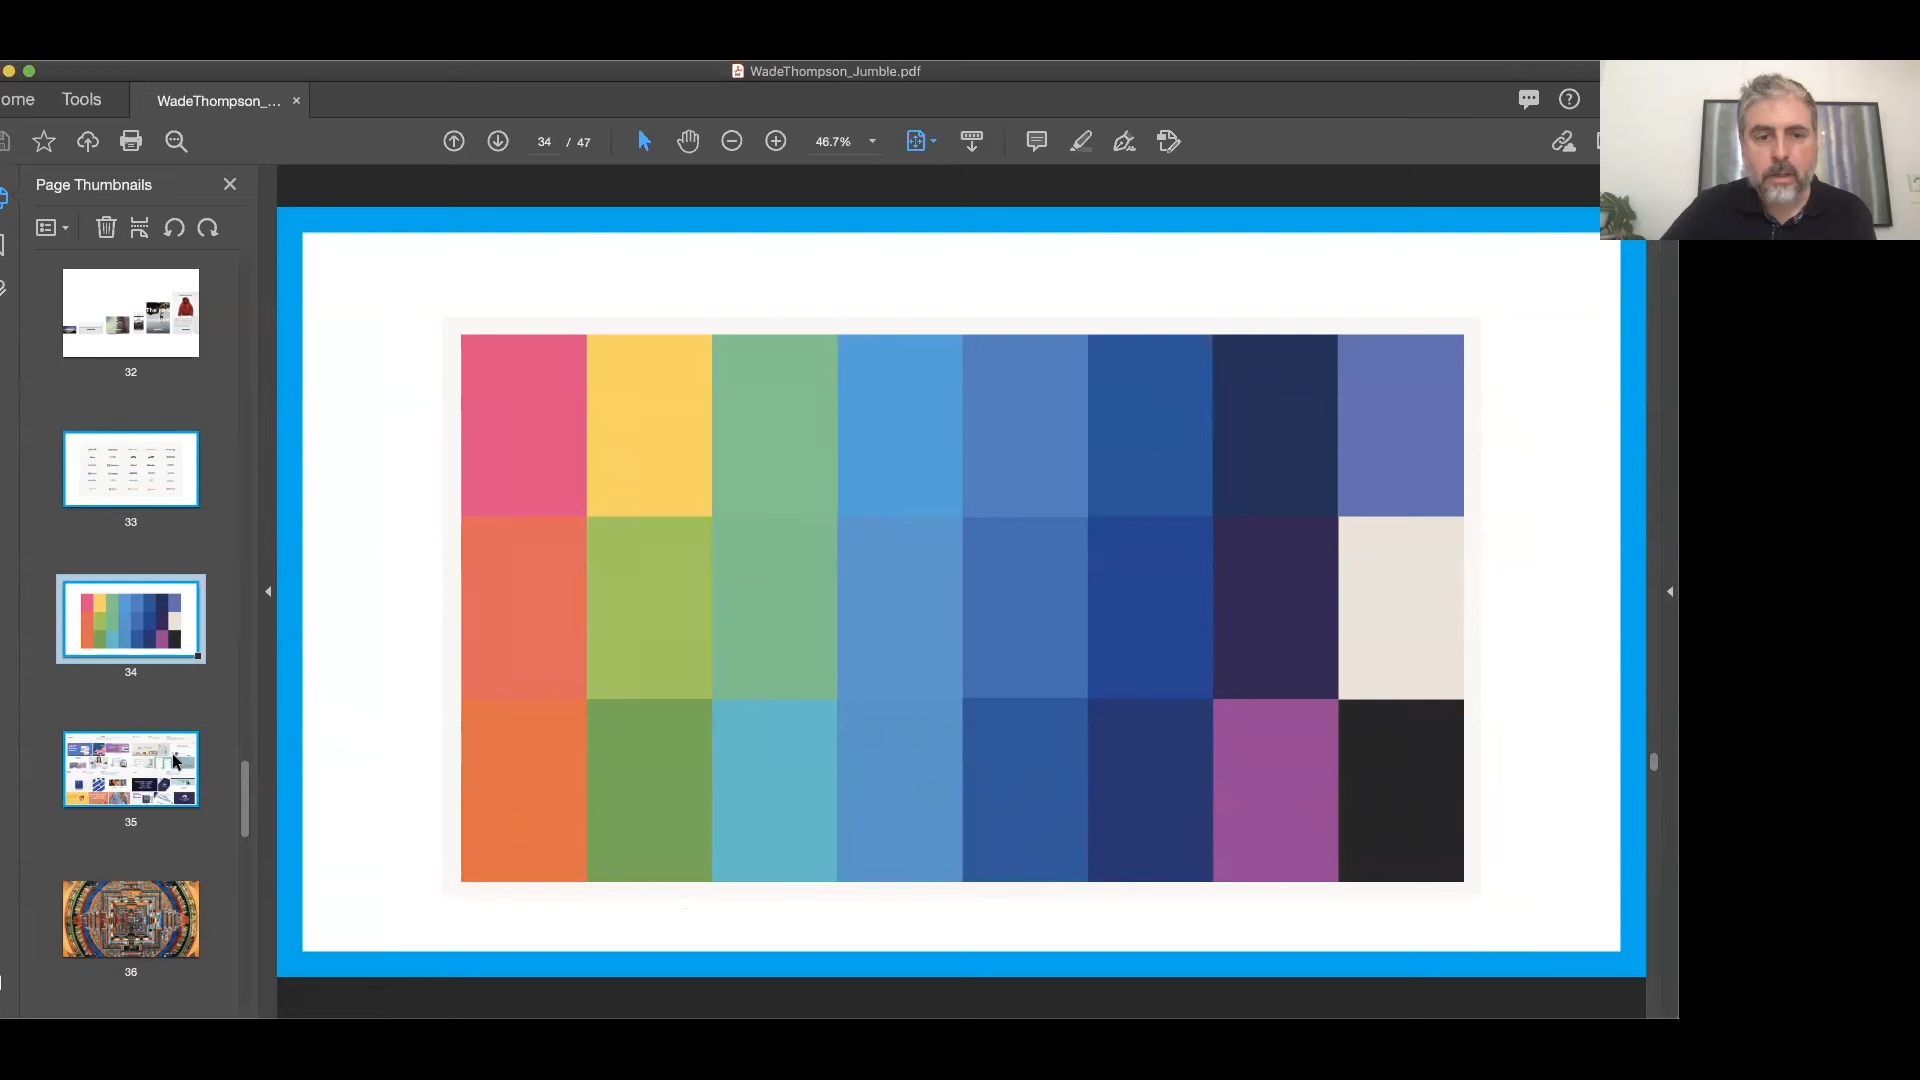 WadeThompson_Jumble.pdf
ome
Tools
WadeThompson_...
34 / 47
46.7%
Page Thumbnails
32
33
34
35
36